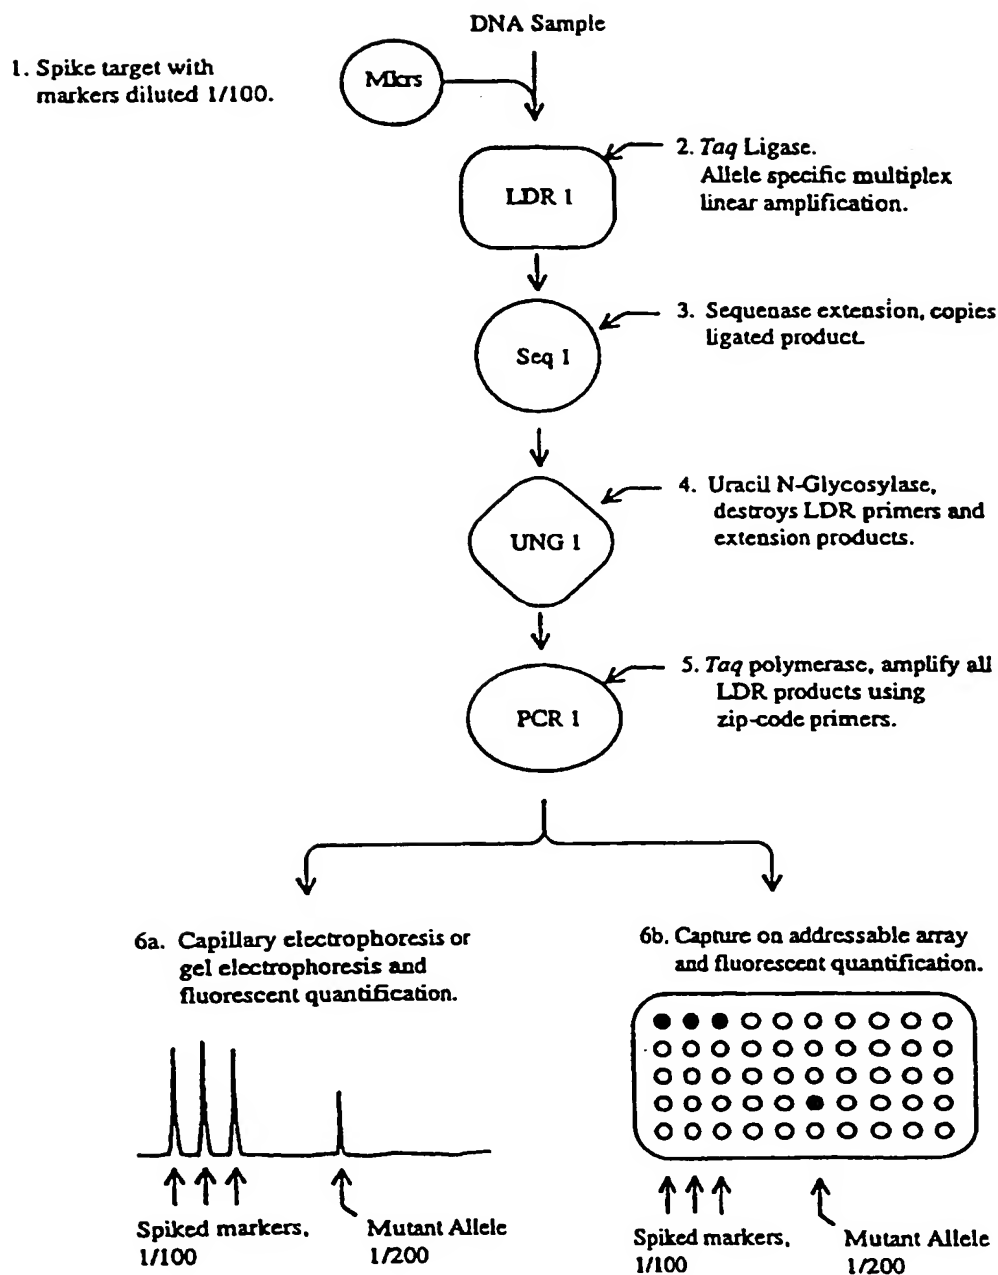 DNA Sample
1. Spike target with
markers diluted 1/100.
Mkrs
2. Taq Ligase.
Allele specific multiplex
linear amplification.
LDR 1
3. Sequenase extension, copies
ligated product.
Seq 1
4. Uracil N-Glycosylase,
destroys LDR primers and
extension products.
UNG 1
5. Taq polymerase, amplify all
LDR products using
zip-code primers.
PCR 1
6a. Capillary electrophoresis or
gel electrophoresis and
fluorescent quantification.
6b. Capture on addressable array
and fluorescent quantification.
Spiked markers,
1/100
Mutant Allele
1/200
Spiked markers,
1/100
Mutant Allele
1/200